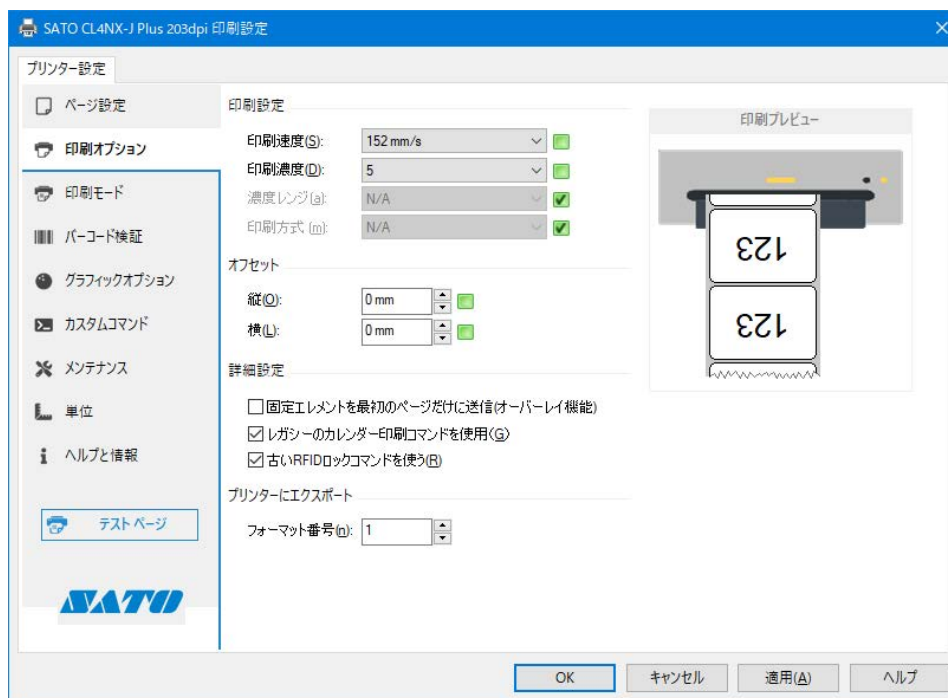 SATO CL4NX-J Plus 203dpi 印刷設定
プリンター設定
ページ設定
印刷オプション
印刷モード
バーコード検証
グラフィックオプション
カスタムコマンド
メンテナンス
単位
ヘルプと情報
テスト ページ
SATO
印刷設定
印刷速度(S): 152 mm/s
印刷濃度(D): 5
濃度レンジ(a): N/A
印刷方式 (m): N/A
オフセット
縦(O): 0 mm
横(L): 0 mm
詳細設定
固定エレメントを最初のページだけに送信(オーバーレイ機能)
レガシーのカレンダー印刷コマンドを使用(G)
古いRFIDロックコマンドを使う(R)
プリンターにエクスポート
フォーマット番号(n): 1
印刷プレビュー
123
123
OK キャンセル 適用(A) ヘルプ